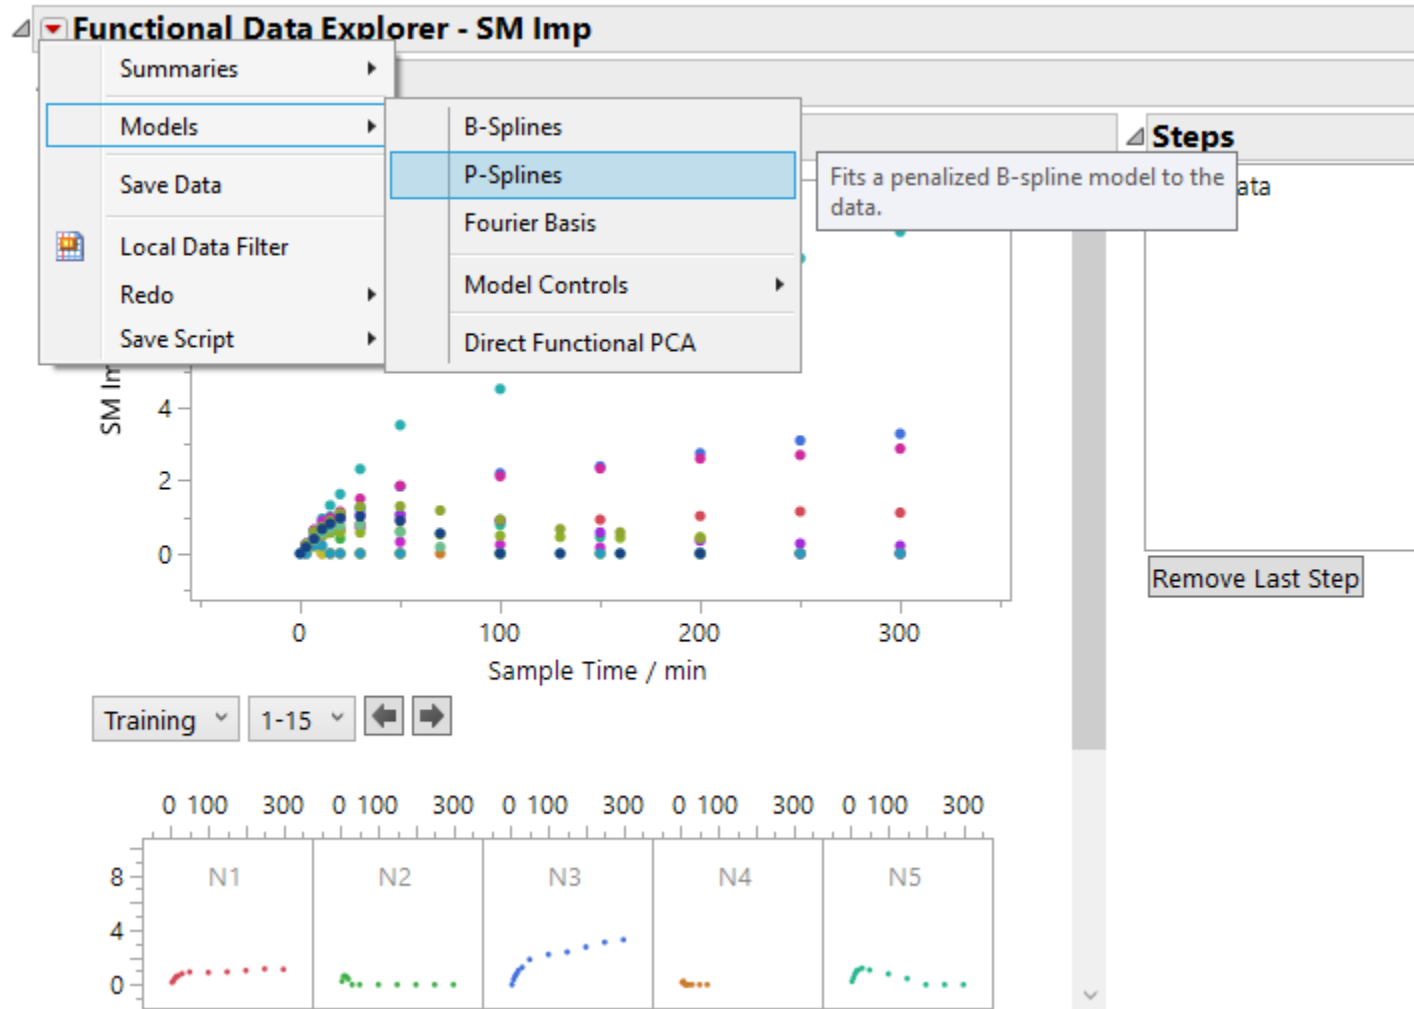 Functional Data Explorer - SM Imp
Summaries
Models
Save Data
Local Data Filter
Redo
Save Script
B-Splines
P-Splines
Fourier Basis
Model Controls
Direct Functional PCA
Fits a penalized B-spline model to the
data.
Steps
Remove Last Step
SM
4
2
0
0 100 200 300
Sample Time / min
Training 1-15
0 100 300 0 100 300 0 100 300 0 100 300 0 100 300
8 N1 N2 N3 N4 N5
4
0